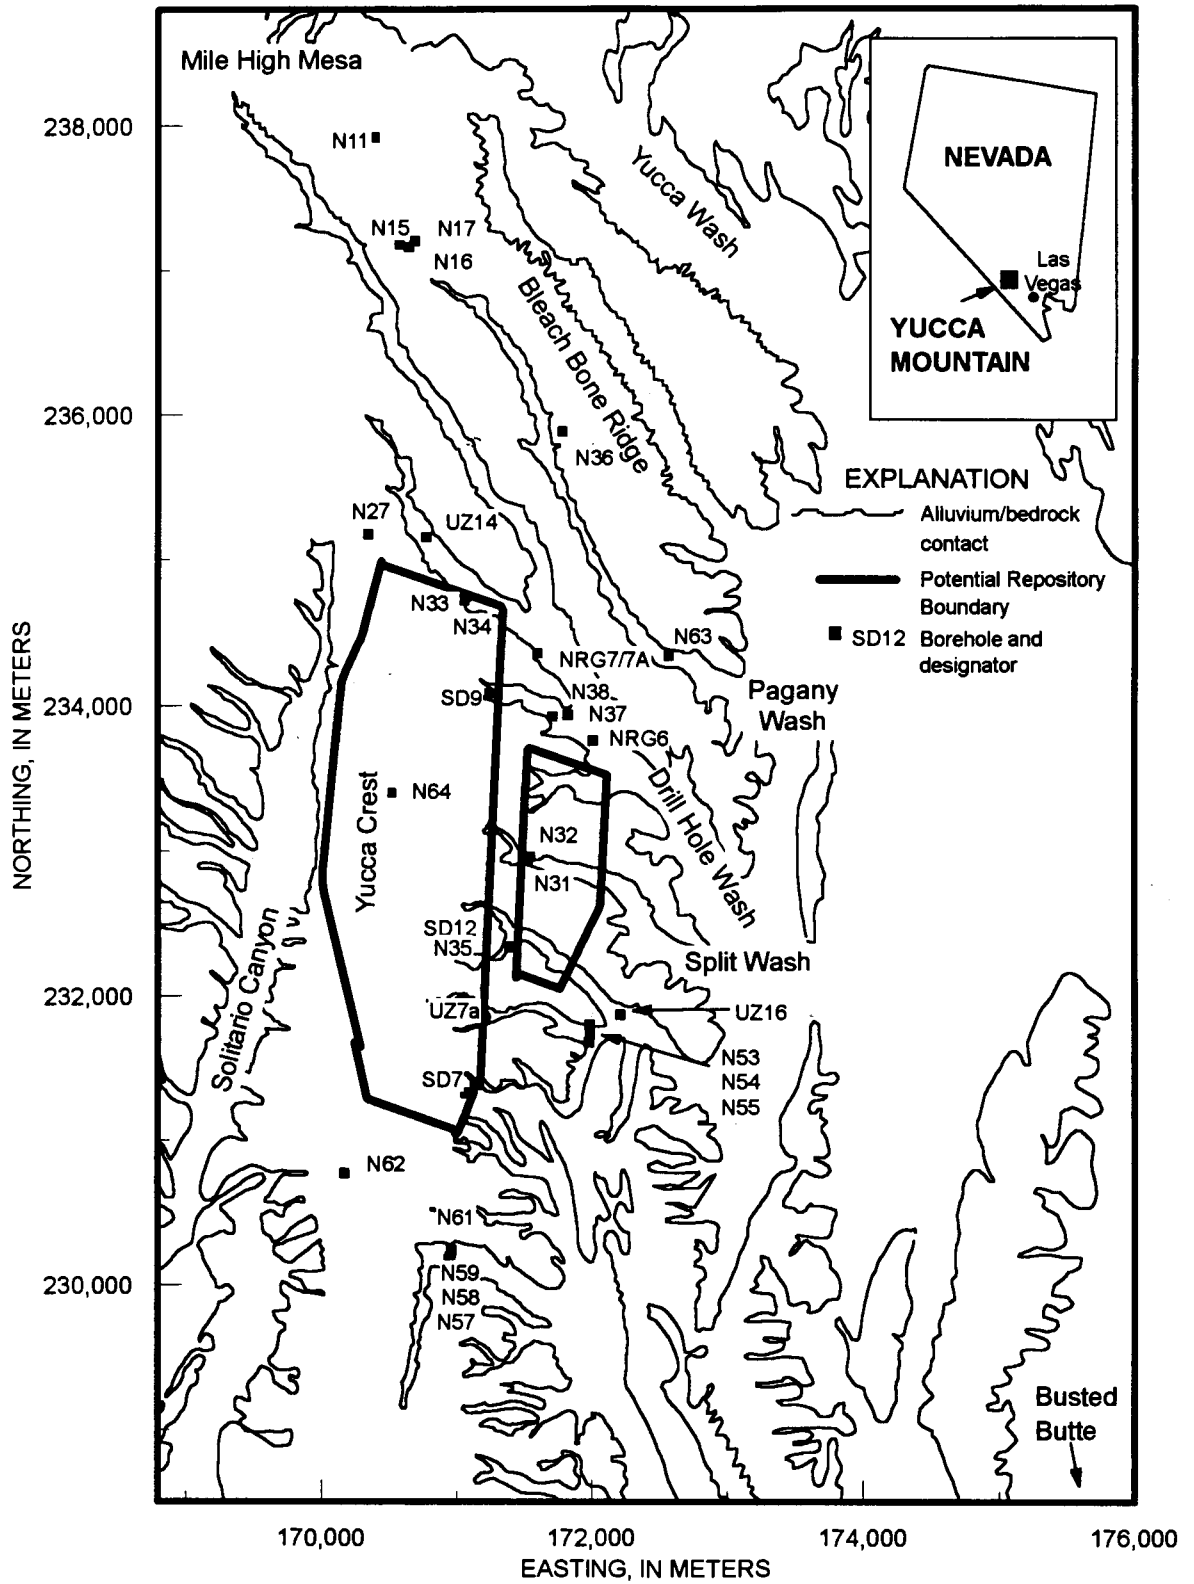 Mile High Mesa
238,000
N11
Yucca Wash
NEVADA
Las
Vegas
YUCCA
MOUNTAIN
N15
N17
N16
Bleach Bone Ridge
236,000
N36
EXPLANATION
Alluvium/bedrock
contact
Potential Repository
Boundary
SD12
Borehole and
designator
N27
UZ14
N33
N34
N63
NRG7/7A
N38
SD9
N37
NRG6
Pagany
Wash
234,000
NORTHING, IN METERS
Yucca Crest
N64
Drill Hole Wash
N32
N31
SD12
N35
Split Wash
Solitario Canyon
232,000
UZ7a
UZ16
N53
N54
N55
SD7
N62
N61
230,000
N59
N58
N57
Busted
Butte
170,000
172,000
174,000
176,000
EASTING, IN METERS